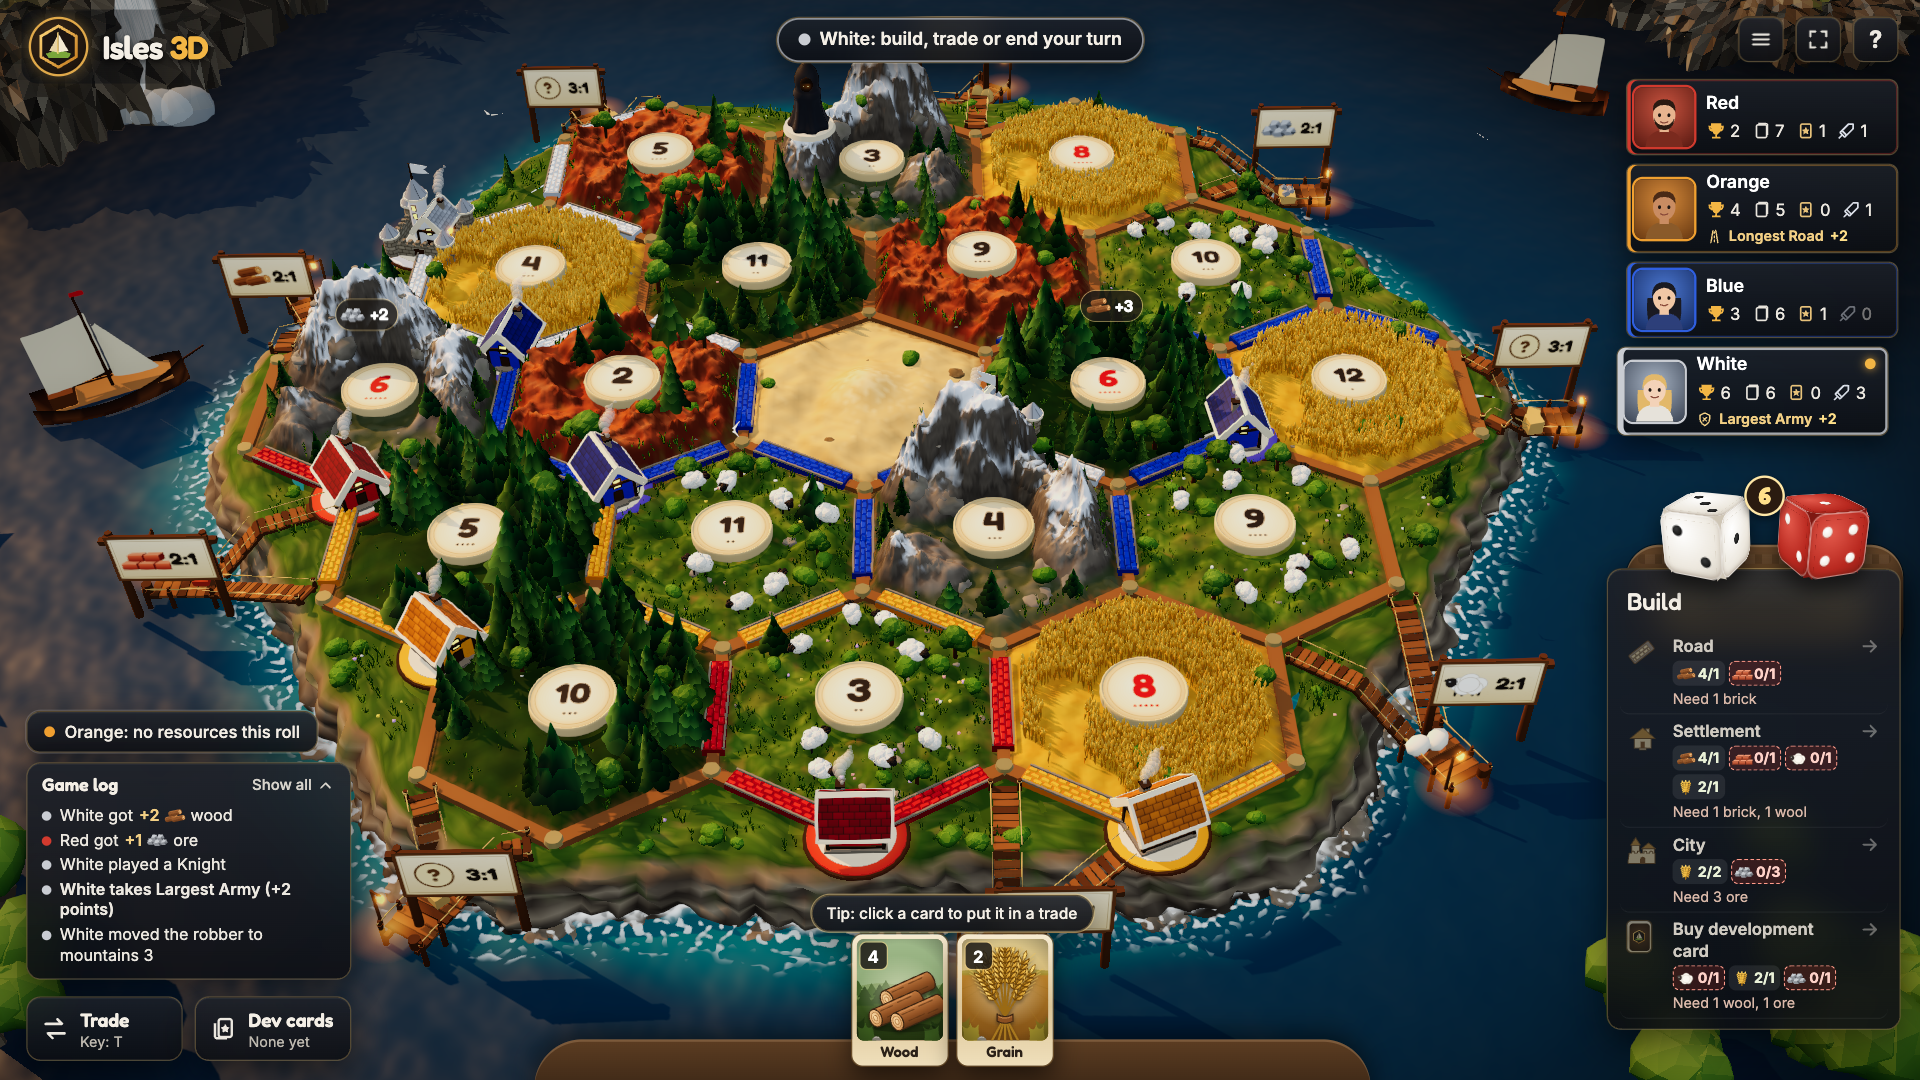 Isles 3D
White: build, trade or end your turn
? 3:1
2:1
5
3
8
4
11
9
10
2:1
+2
+3
? 3:1
6
2
6
12
5
11
4
9
2:1
10
3
8
2:1
? 3:1
Red
2 7 1 1
Orange
4 5 0 1
Longest Road +2
Blue
3 6 1 0
White
6 6 0 3
Largest Army +2
6
Build
Road
4/1 0/1
Need 1 brick
Settlement
4/1 0/1 0/1
2/1
Need 1 brick, 1 wool
City
2/2 0/3
Need 3 ore
Buy development
card
0/1 2/1 0/1
Need 1 wool, 1 ore
Orange: no resources this roll
Game log Show all
White got +2 wood
Red got +1 ore
White played a Knight
White takes Largest Army (+2
points)
White moved the robber to
mountains 3
Trade
Key: T
Dev cards
None yet
Tip: click a card to put it in a trade
4
Wood
2
Grain
?